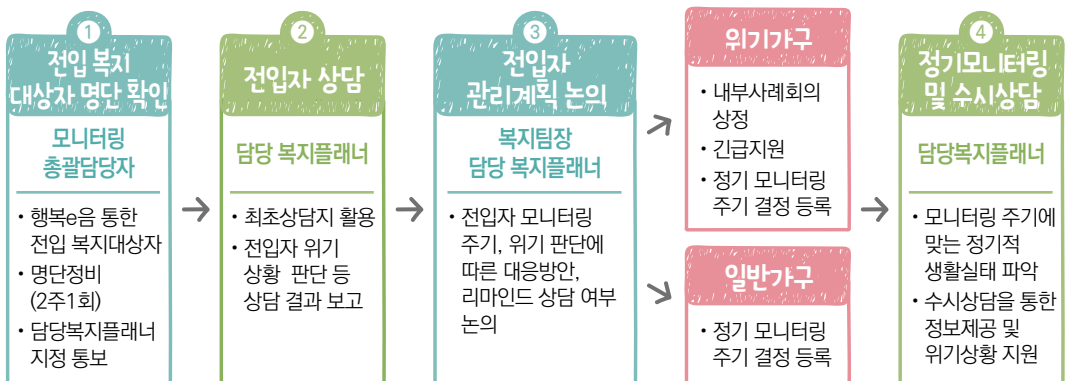 1
전입 복지
대상자 명단 확인
모니터링
총괄담당자
• 행복e음 통한
전입 복지대상자
• 명단정비
(2주1회)
• 담당복지플래너
지정 통보
2
전입자 상담
담당 복지플래너
• 최초상담지 활용
• 전입자 위기
상황 판단 등
상담 결과 보고
3
전입자
관리계획 논의
복지팀장
담당 복지플래너
• 전입자 모니터링
주기, 위기 판단에
따른 대응방안,
리마인드 상담 여부
논의
위기가구
• 내부사례회의
상정
• 긴급지원
• 정기 모니터링
주기 결정 등록
일반가구
• 정기 모니터링
주기 결정 등록
4
정기모니터링
및 수시상담
담당복지플래너
• 모니터링 주기에
맞는 정기적
생활실태 파악
• 수시상담을 통한
정보제공 및
위기상황 지원